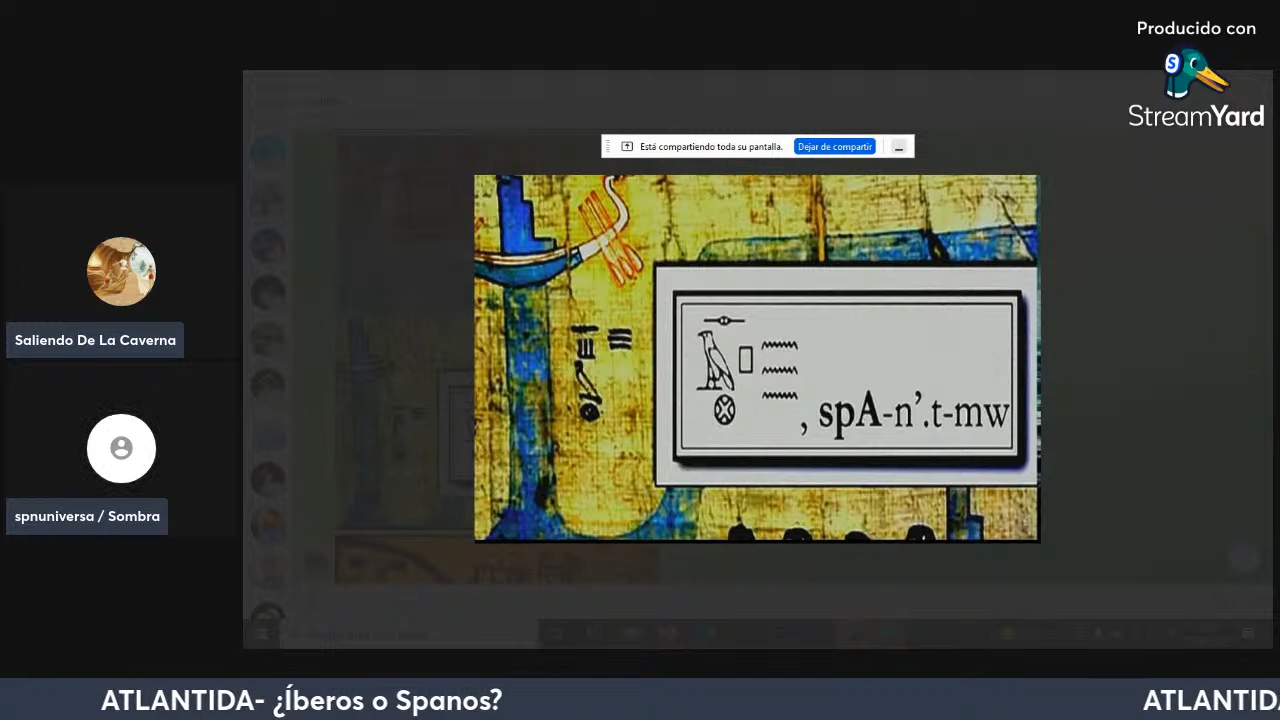 Producido con
S
StreamYard
Está compartiendo toda su pantalla. Dejar de compartir
, spA-n’.t-mw
Saliendo De La Caverna
spnuniversa / Sombra
ATLANTIDA- ¿Íberos o Spanos?
ATLANTID